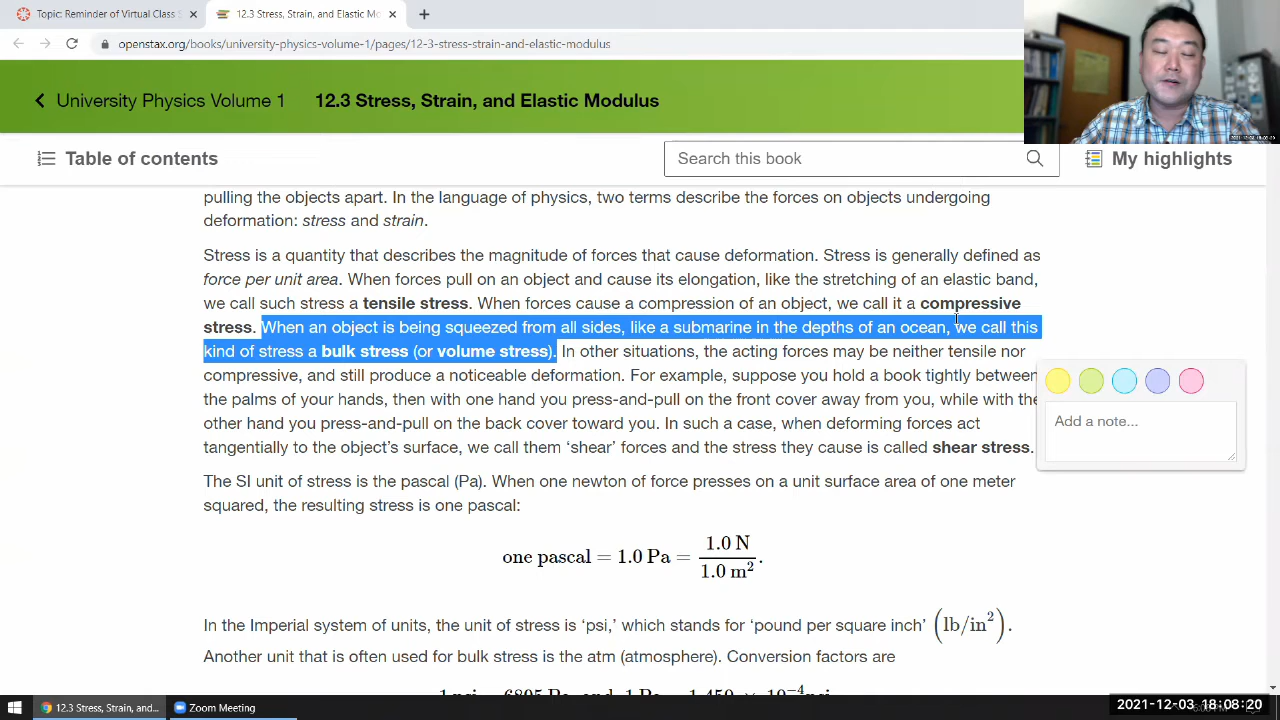 Topic: Reminder of Virtual Class
12.3 Stress, Strain, and Elastic Mo
openstax.org/books/university-physics-volume-1/pages/12-3-stress-strain-and-elastic-modulus
University Physics Volume 1
12.3 Stress, Strain, and Elastic Modulus
Table of contents
Search this book
My highlights
pulling the objects apart. In the language of physics, two terms describe the forces on objects undergoing
deformation: stress and strain.
Stress is a quantity that describes the magnitude of forces that cause deformation. Stress is generally defined as
force per unit area. When forces pull on an object and cause its elongation, like the stretching of an elastic band,
we call such stress a tensile stress. When forces cause a compression of an object, we call it a compressive
stress. When an object is being squeezed from all sides, like a submarine in the depths of an ocean, we call this
kind of stress a bulk stress (or volume stress). In other situations, the acting forces may be neither tensile nor
compressive, and still produce a noticeable deformation. For example, suppose you hold a book tightly between
the palms of your hands, then with one hand you press-and-pull on the front cover away from you, while with the
other hand you press-and-pull on the back cover toward you. In such a case, when deforming forces act
tangentially to the object's surface, we call them 'shear' forces and the stress they cause is called shear stress.
Add a note...
The SI unit of stress is the pascal (Pa). When one newton of force presses on a unit surface area of one meter
squared, the resulting stress is one pascal:
one pascal = 1.0 Pa = 1.0 N / 1.0 m².
In the Imperial system of units, the unit of stress is 'psi,' which stands for 'pound per square inch' (lb/in²).
Another unit that is often used for bulk stress is the atm (atmosphere). Conversion factors are
1 psi = 6895 Pa and 1 Pa = 1.450 × 10⁻⁴ psi
12.3 Stress, Strain, and...
Zoom Meeting
2021-12-03 18:08:20